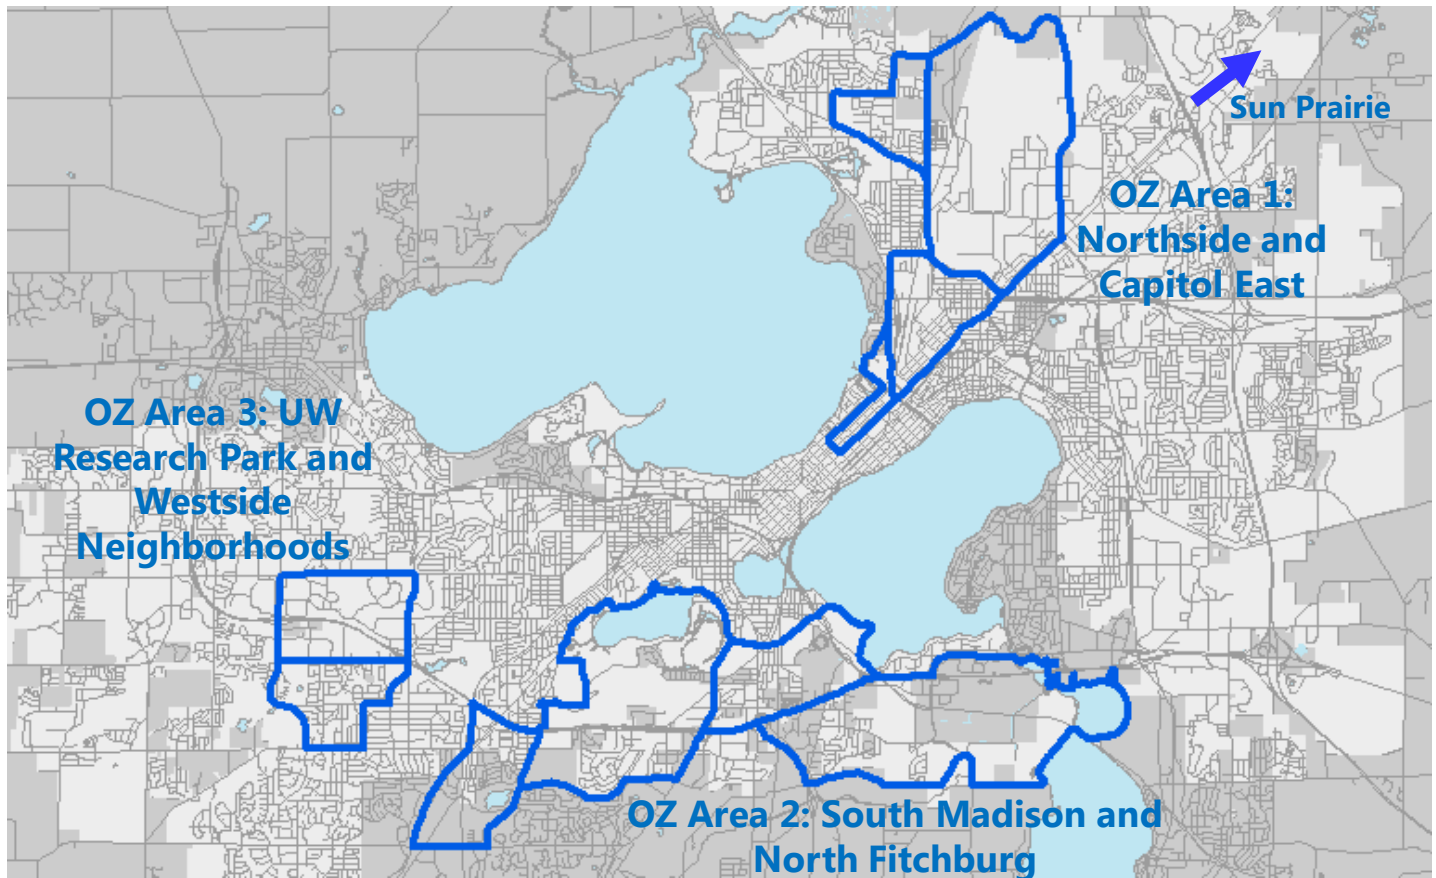 Sun Prairie
OZ Area 1:
Northside and
Capitol East
OZ Area 3: UW
Research Park and
Westside
Neighborhoods
OZ Area 2: South Madison and
North Fitchburg